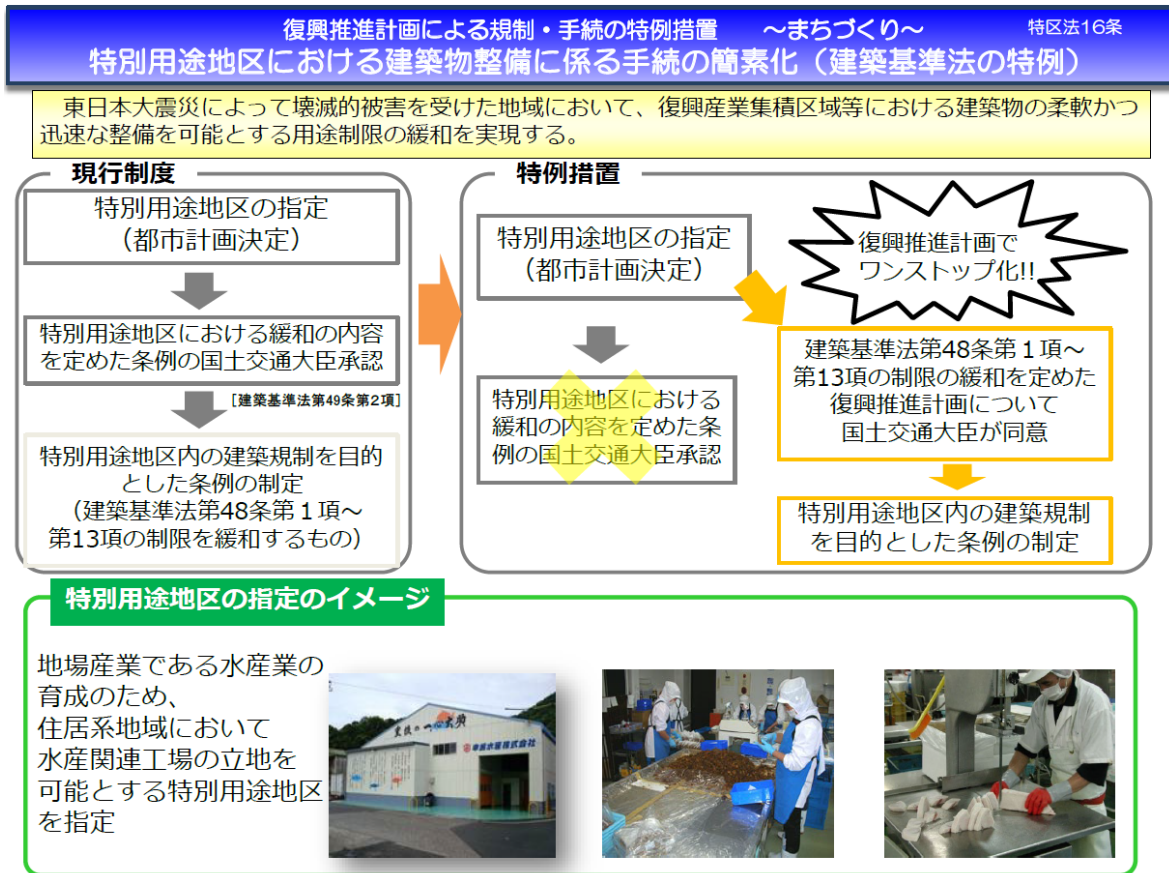 復興推進計画による規制・手続の特例措置　～まちづくり～
特区法16条
特別用途地区における建築物整備に係る手続の簡素化（建築基準法の特例）
東日本大震災によって壊滅的被害を受けた地域において、復興産業集積区域等における建築物の柔軟かつ
迅速な整備を可能とする用途制限の緩和を実現する。
現行制度
特別用途地区の指定
（都市計画決定）
特別用途地区における緩和の内容
を定めた条例の国土交通大臣承認
［建築基準法第49条第2項］
特別用途地区内の建築規制を目的
とした条例の制定
（建築基準法第48条第１項～
第13項の制限を緩和するもの）
特例措置
特別用途地区の指定
（都市計画決定）
特別用途地区における
緩和の内容を定めた条
例の国土交通大臣承認
復興推進計画で
ワンストップ化!!
建築基準法第48条第１項～
第13項の制限の緩和を定めた
復興推進計画について
国土交通大臣が同意
特別用途地区内の建築規制
を目的とした条例の制定
特別用途地区の指定のイメージ
地場産業である水産業の
育成のため、
住居系地域において
水産関連工場の立地を
可能とする特別用途地区
を指定